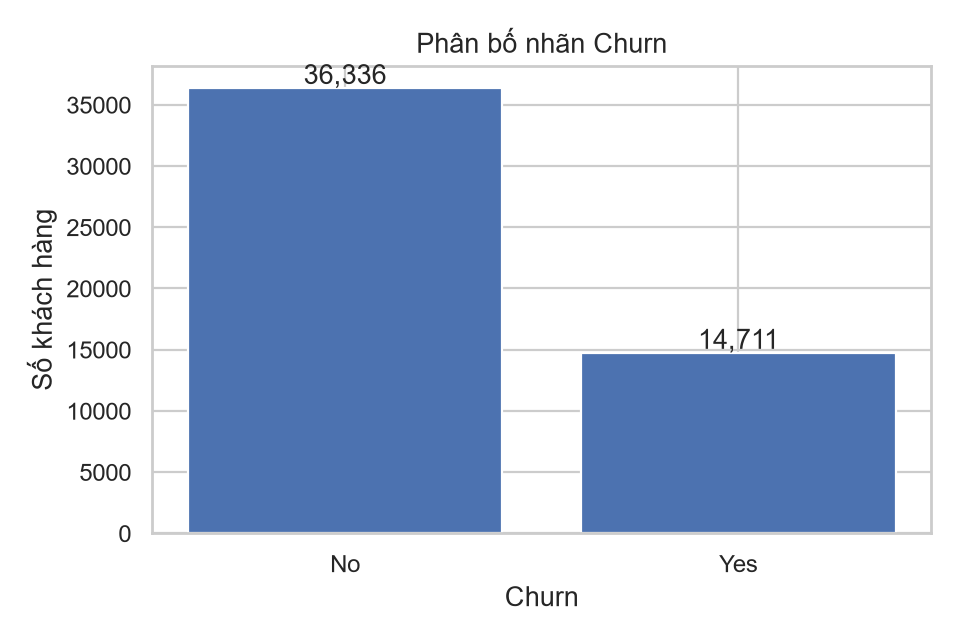 Phân bố nhãn Churn
36,336
14,711
35000
30000
25000
20000
15000
10000
5000
0
Số khách hàng
No
Yes
Churn